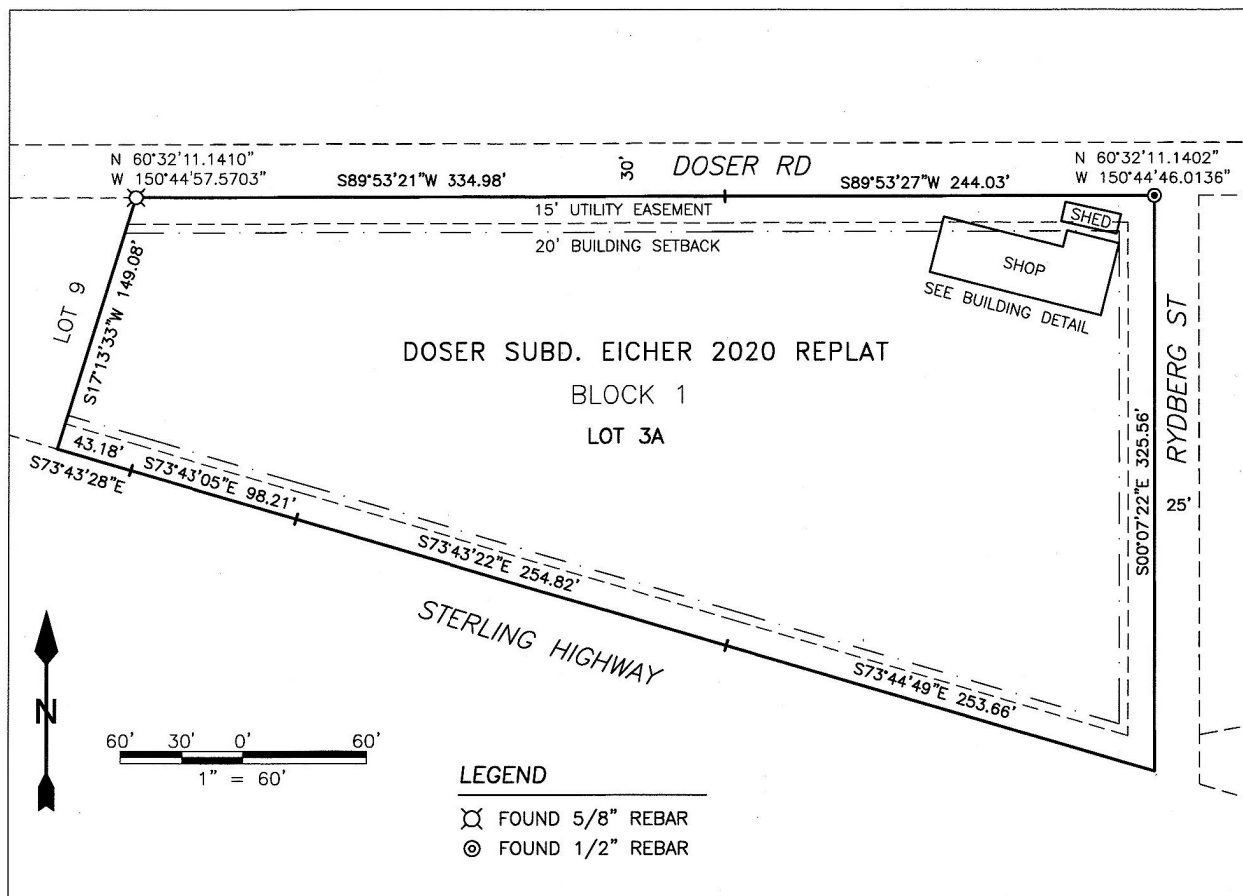 N 60°32'11.1410"
W 150°44'57.5703"
S89°53'21"W 334.98'
30'
DOSER RD
S89°53'27"W 244.03'
N 60°32'11.1402"
W 150°44'46.0136"
15' UTILITY EASEMENT
20' BUILDING SETBACK
SHED
SHOP
SEE BUILDING DETAIL
LOT 9
S17°13'33"W 149.08'
DOSER SUBD. EICHER 2020 REPLAT
BLOCK 1
LOT 3A
S00°07'22"E 325.56'
RYDBERG ST
25'
43.18'
S73°43'28"E
S73°43'05"E 98.21'
S73°43'22"E 254.82'
STERLING HIGHWAY
S73°44'49"E 253.66'
N
60' 30' 0' 60'
1" = 60'
LEGEND
FOUND 5/8" REBAR
FOUND 1/2" REBAR